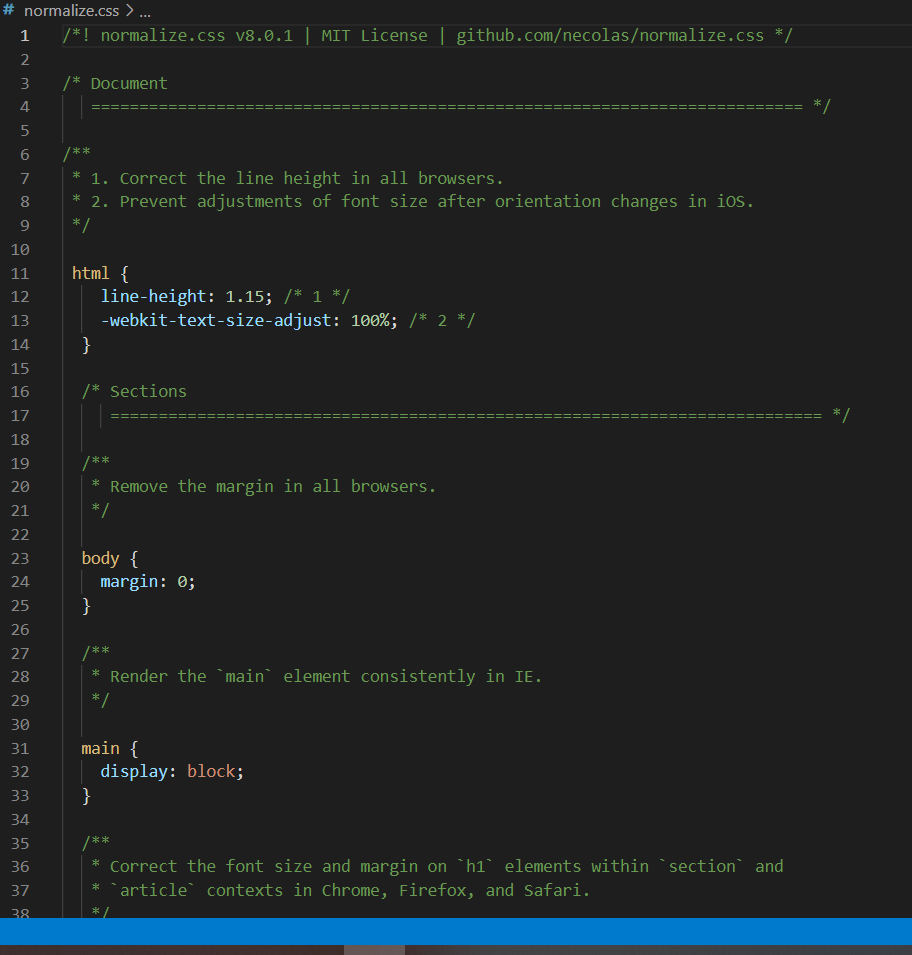 # normalize.css > ...
1 /*! normalize.css v8.0.1 | MIT License | github.com/necolas/normalize.css */
2
3 /* Document
4 ========================================================================== */
5
6 /**
7 * 1. Correct the line height in all browsers.
8 * 2. Prevent adjustments of font size after orientation changes in iOS.
9 */
10
11 html {
12 line-height: 1.15; /* 1 */
13 -webkit-text-size-adjust: 100%; /* 2 */
14 }
15
16 /* Sections
17 ========================================================================== */
18
19 /**
20 * Remove the margin in all browsers.
21 */
22
23 body {
24 margin: 0;
25 }
26
27 /**
28 * Render the `main` element consistently in IE.
29 */
30
31 main {
32 display: block;
33 }
34
35 /**
36 * Correct the font size and margin on `h1` elements within `section` and
37 * `article` contexts in Chrome, Firefox, and Safari.
38 */